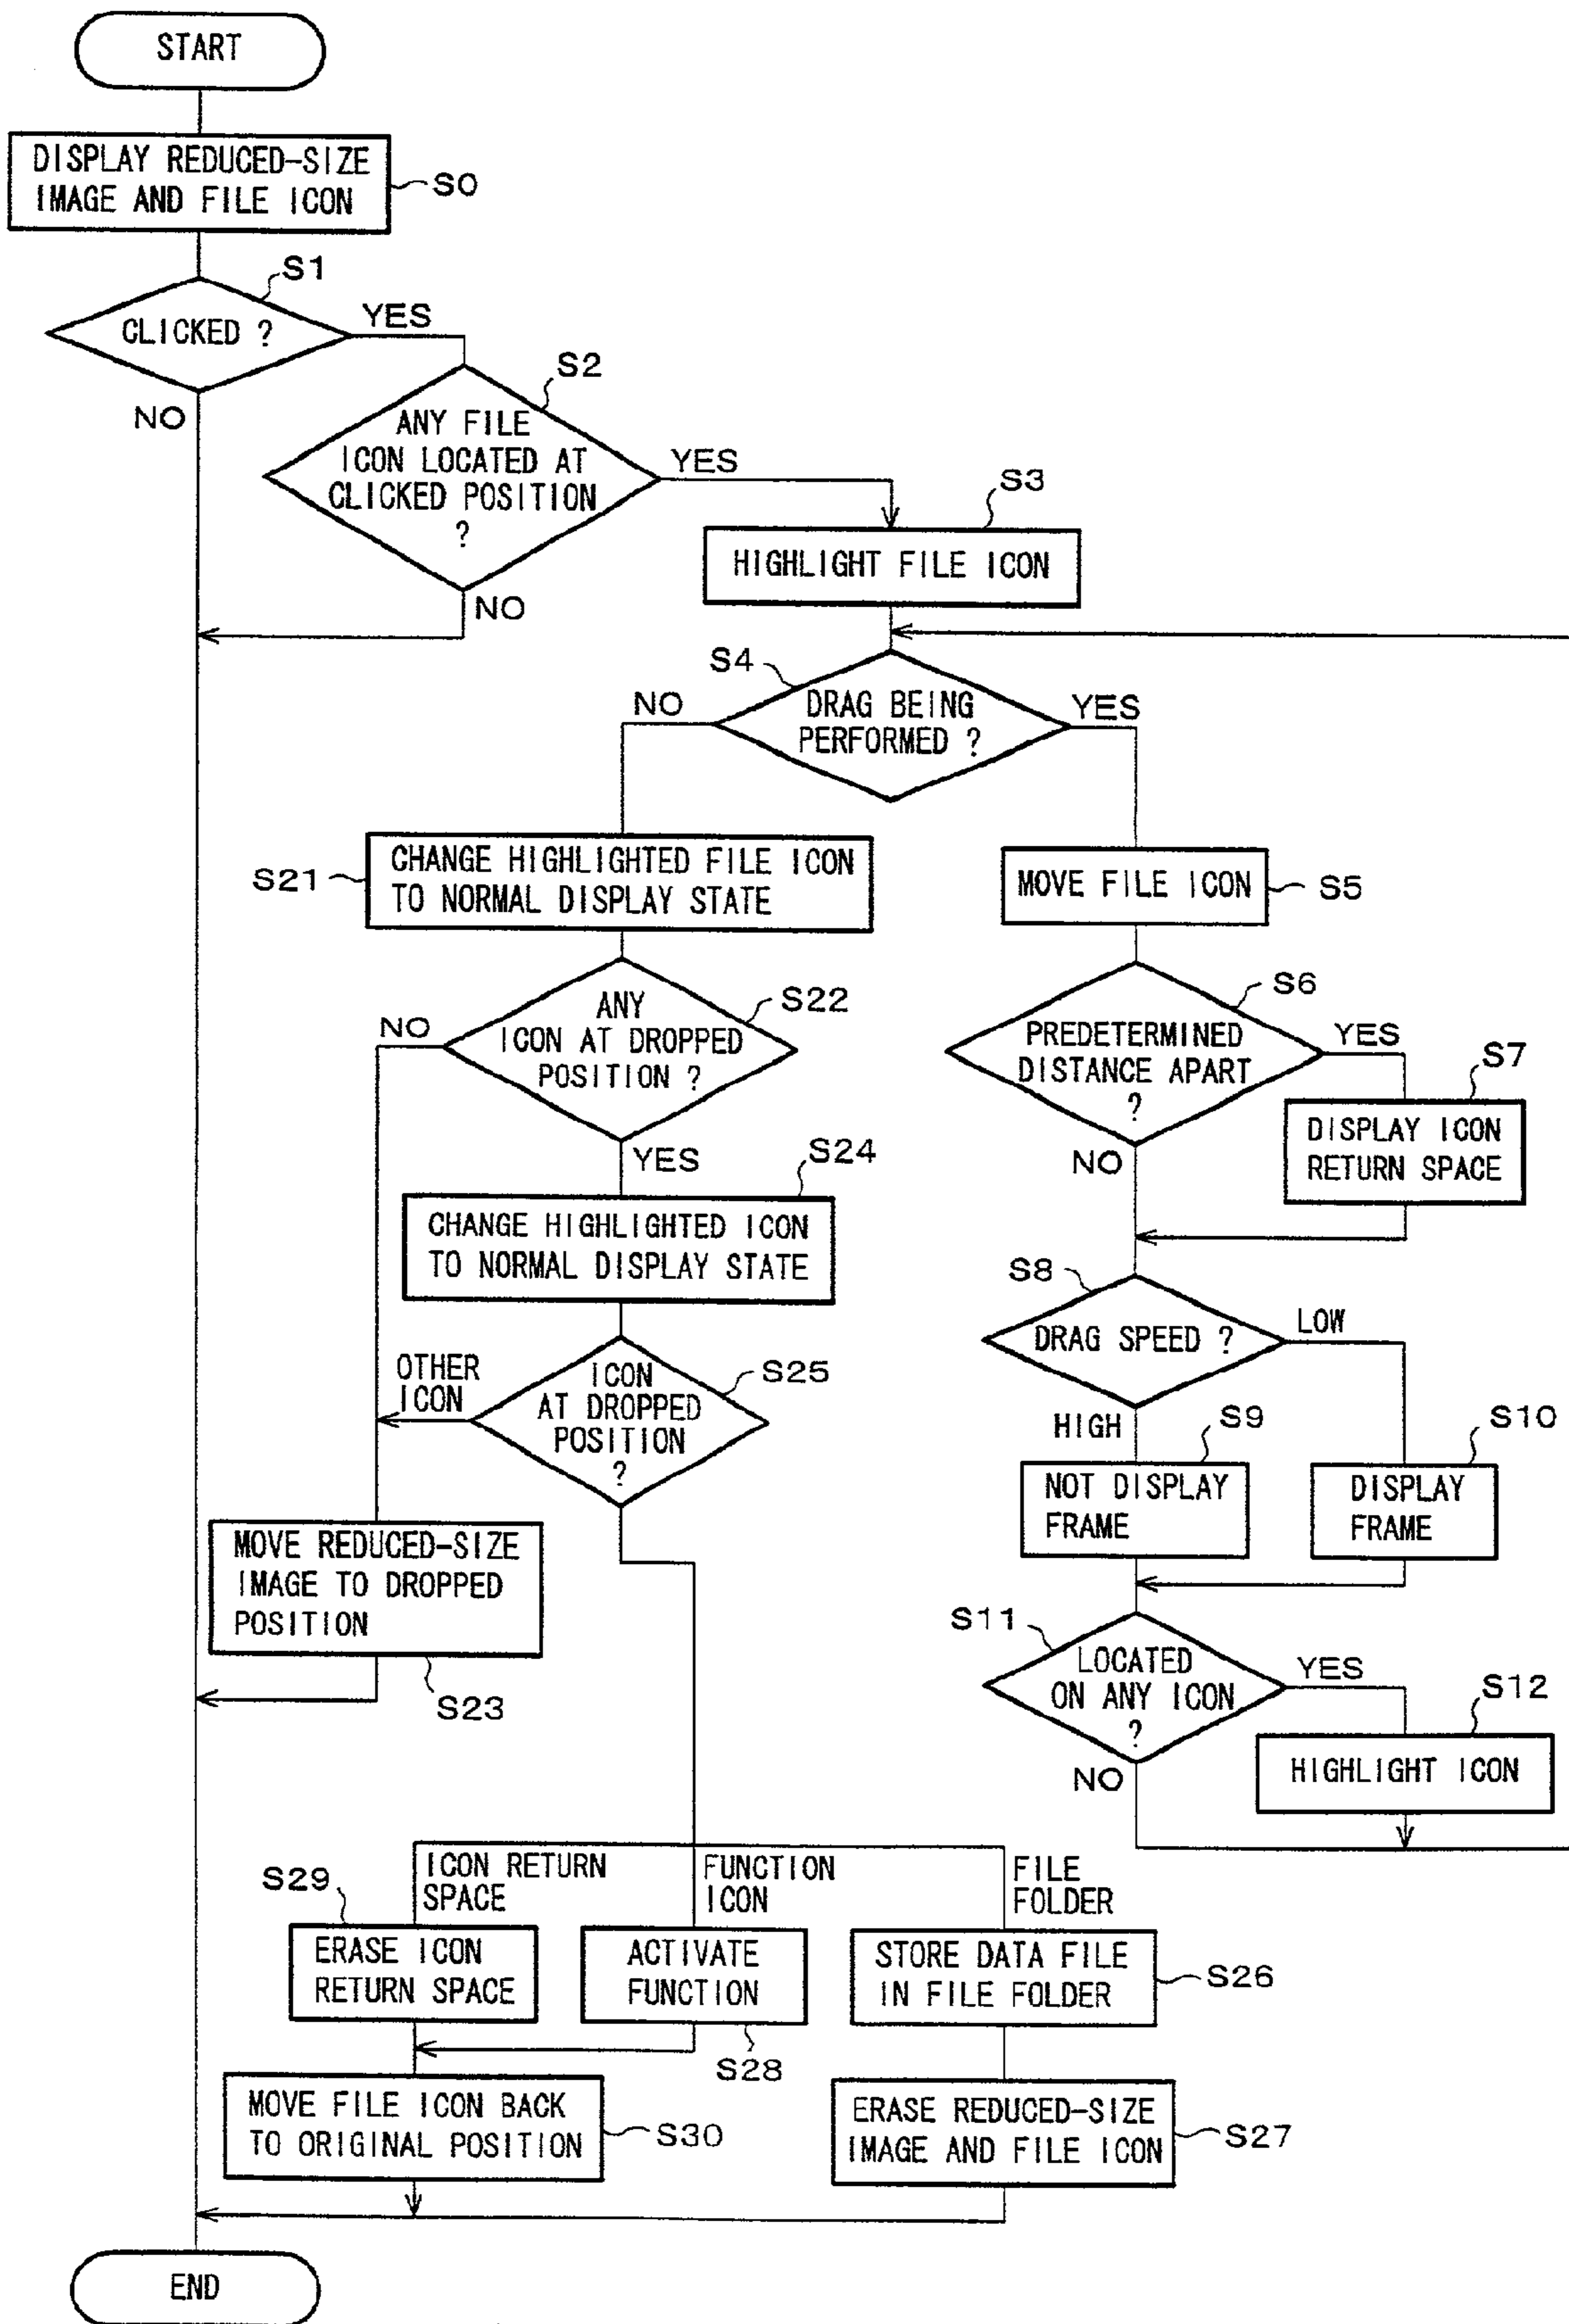 START
DISPLAY REDUCED-SIZE
IMAGE AND FILE ICON
S0
S1
CLICKED ?
YES
NO
S2
ANY FILE
ICON LOCATED AT
CLICKED POSITION
?
YES
NO
S3
HIGHLIGHT FILE ICON
S4
DRAG BEING
PERFORMED ?
NO
YES
S21
CHANGE HIGHLIGHTED FILE ICON
TO NORMAL DISPLAY STATE
MOVE FILE ICON
S5
S22
ANY
ICON AT DROPPED
POSITION ?
NO
YES
S6
PREDETERMINED
DISTANCE APART
?
YES
NO
S7
DISPLAY ICON
RETURN SPACE
S24
CHANGE HIGHLIGHTED ICON
TO NORMAL DISPLAY STATE
S8
DRAG SPEED ?
LOW
HIGH
S25
ICON
AT DROPPED
POSITION
?
OTHER
ICON
S9
NOT DISPLAY
FRAME
S10
DISPLAY
FRAME
MOVE REDUCED-SIZE
IMAGE TO DROPPED
POSITION
S23
S11
LOCATED
ON ANY ICON
?
YES
NO
S12
HIGHLIGHT ICON
ICON RETURN
SPACE
FUNCTION
ICON
FILE
FOLDER
S29
ERASE ICON
RETURN SPACE
ACTIVATE
FUNCTION
S28
STORE DATA FILE
IN FILE FOLDER
S26
MOVE FILE ICON BACK
TO ORIGINAL POSITION
S30
ERASE REDUCED-SIZE
IMAGE AND FILE ICON
S27
END